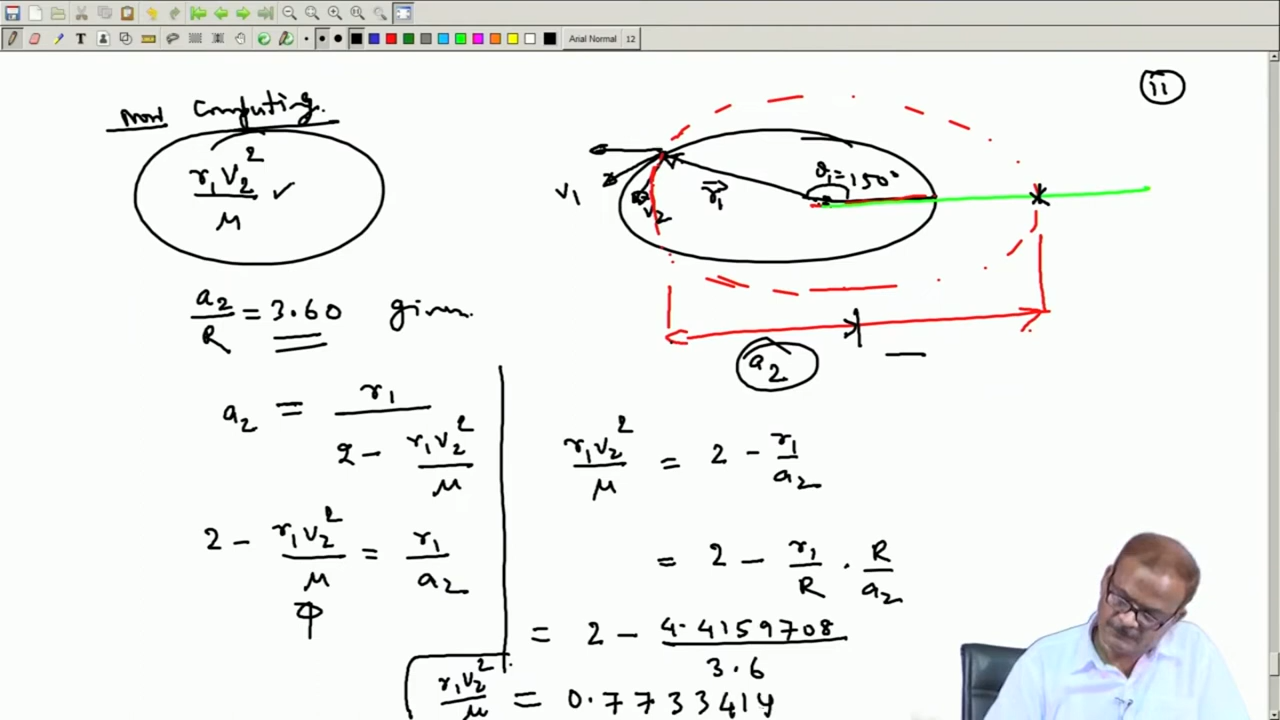 Arial Normal 12
ii
Now Computing.
r₁v₂²/μ ✓
a₂/R = 3.60 given.
a₂ = r₁/(2 - r₁v₂²/μ)
2 - r₁v₂²/μ = r₁/a₂
θ₁=150°
r₁
v₁
v₂
a₂
r₁v₂²/μ = 2 - r₁/a₂
= 2 - r₁/R · R/a₂
= 2 - 4.4159708/3.6
r₁v₂²/μ = 0.7733414